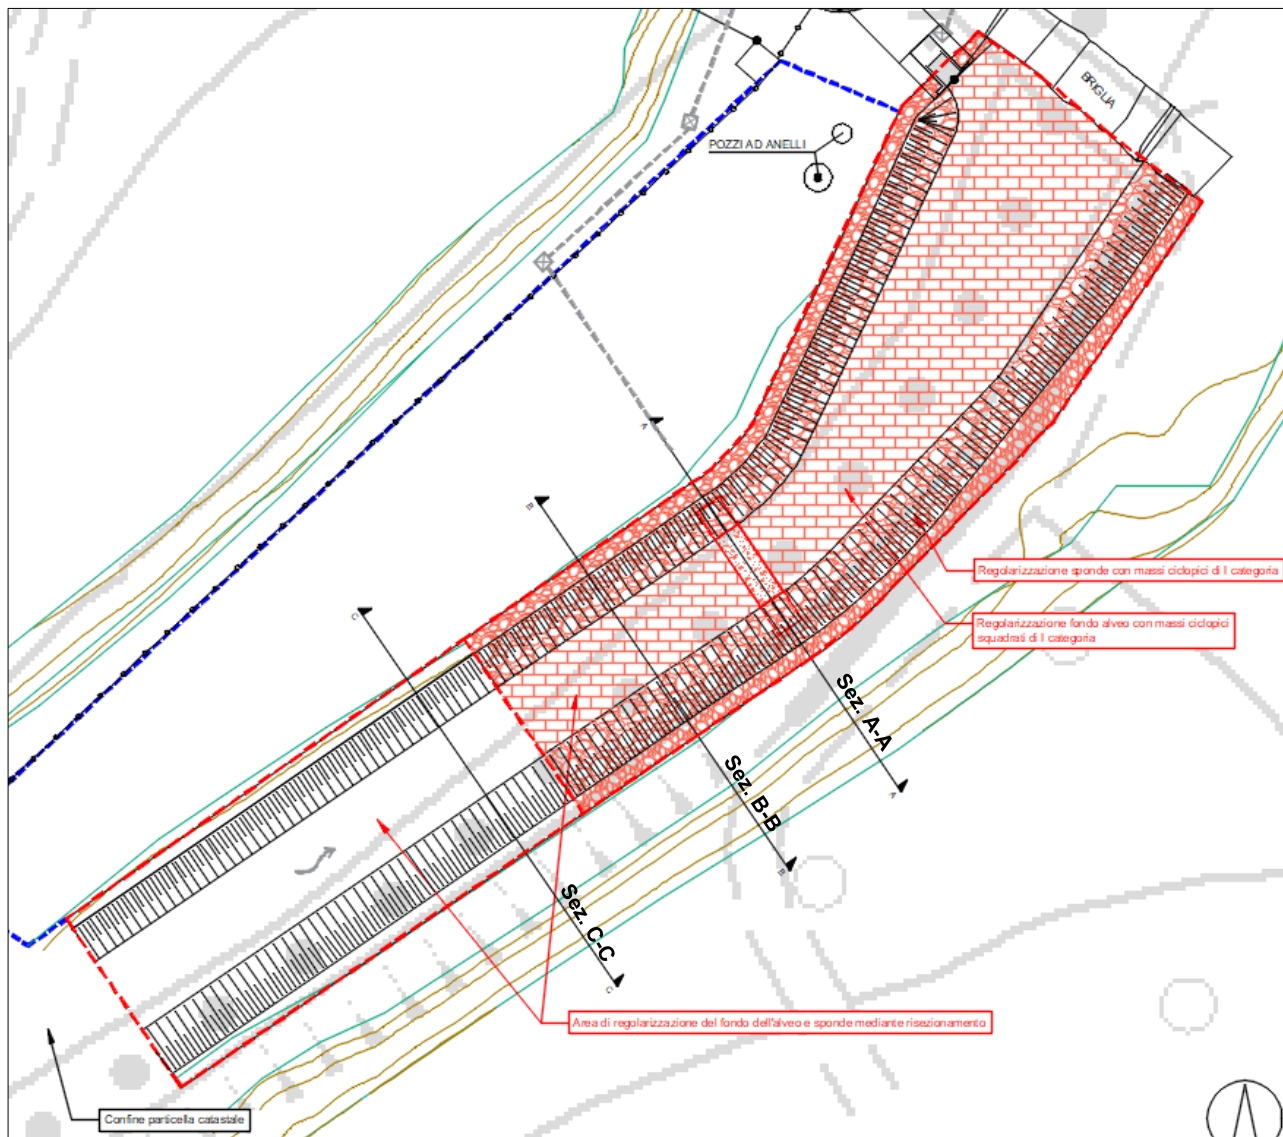 BRIGLIA
POZZI AD ANELLI
A
B
C
Regolarizzazione sponde con massi ciclopici di I categoria
Regolarizzazione fondo alveo con massi ciclopici
squadrati di I categoria
Sez. A-A
A
Sez. B-B
B
Sez. C-C
C
Area di regolarizzazione del fondo dell'alveo e sponde mediante risezionamento
Confine particella catastale